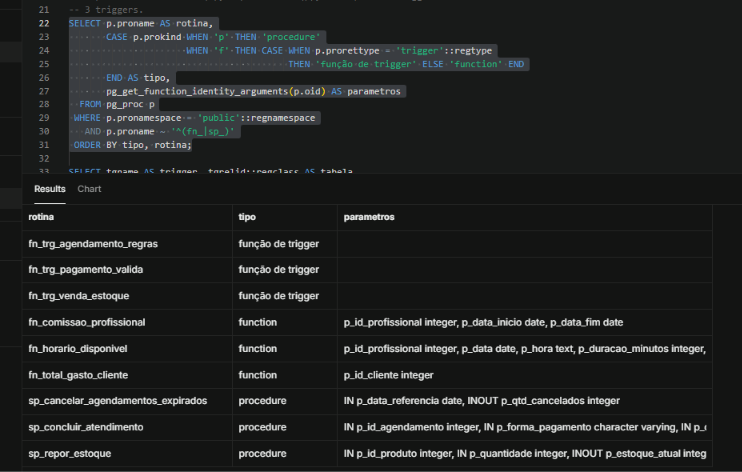 21 -- 3 triggers.
22 SELECT p.proname AS rotina,
23 CASE p.prokind WHEN 'p' THEN 'procedure'
24 WHEN 'f' THEN CASE WHEN p.prorettype = 'trigger'::regtype
25 THEN 'função de trigger' ELSE 'function' END
26 END AS tipo,
27 pg_get_function_identity_arguments(p.oid) AS parametros
28 FROM pg_proc p
29 WHERE p.pronamespace = 'public'::regnamespace
30 AND p.proname ~ '^(fn_|sp_)'
31 ORDER BY tipo, rotina;
32
33 SELECT tgname AS trigger, tgrelid::regclass AS tabela
Results Chart
rotina tipo parametros
fn_trg_agendamento_regras função de trigger
fn_trg_pagamento_valida função de trigger
fn_trg_venda_estoque função de trigger
fn_comissao_profissional function p_id_profissional integer, p_data_inicio date, p_data_fim date
fn_horario_disponivel function p_id_profissional integer, p_data date, p_hora text, p_duracao_minutos integer,
fn_total_gasto_cliente function p_id_cliente integer
sp_cancelar_agendamentos_expirados procedure IN p_data_referencia date, INOUT p_qtd_cancelados integer
sp_concluir_atendimento procedure IN p_id_agendamento integer, IN p_forma_pagamento character varying, IN
sp_repor_estoque procedure IN p_id_produto integer, IN p_quantidade integer, INOUT p_estoque_atual integ